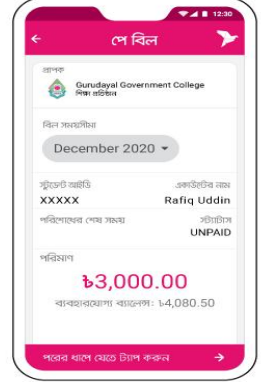 12:30
পে বিল
প্রাপক
Gurudayal Government College
শিক্ষা প্রতিষ্ঠান
বিল সময়সীমা
December 2020
স্টুডেন্ট আইডি একাউন্টের নাম
XXXXX Rafiq Uddin
পরিশোধের শেষ সময় স্ট্যাটাস
UNPAID
পরিমাণ
৳3,000.00
ব্যবহারযোগ্য ব্যালেন্স: ৳4,080.50
পরের ধাপে যেতে ট্যাপ করুন